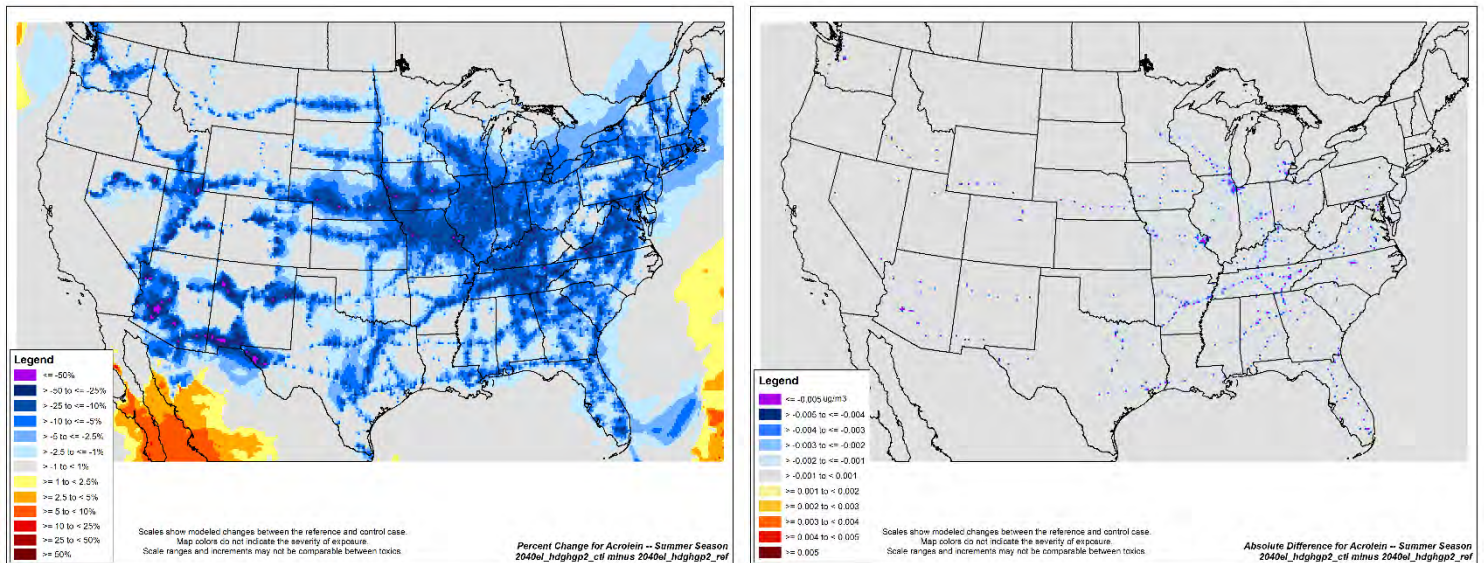 Legend
<= -50%
> -50 to <= -25%
> -25 to <= -10%
> -10 to <= -5%
> -5 to <= -2.5%
> -2.5 to <= -1%
> -1 to < 1%
>= 1 to < 2.5%
>= 2.5 to < 5%
>= 5 to < 10%
>= 10 to < 25%
>= 25 to < 50%
>= 50%
Scales show modeled changes between the reference and control case.
Map colors do not indicate the severity of exposure.
Scale ranges and increments may not be comparable between toxics.
Percent Change for Acrolein -- Summer Season
2040el_hdghgp2_ctl minus 2040el_hdghgp2_ref
Legend
<= -0.005 ug/m3
> -0.005 to <= -0.004
> -0.004 to <= -0.003
> -0.003 to <= -0.002
> -0.002 to <= -0.001
> -0.001 to < 0.001
>= 0.001 to < 0.002
>= 0.002 to < 0.003
>= 0.003 to < 0.004
>= 0.004 to < 0.005
>= 0.005
Scales show modeled changes between the reference and control case.
Map colors do not indicate the severity of exposure.
Scale ranges and increments may not be comparable between toxics.
Absolute Difference for Acrolein -- Summer Season
2040el_hdghgp2_ctl minus 2040el_hdghgp2_ref